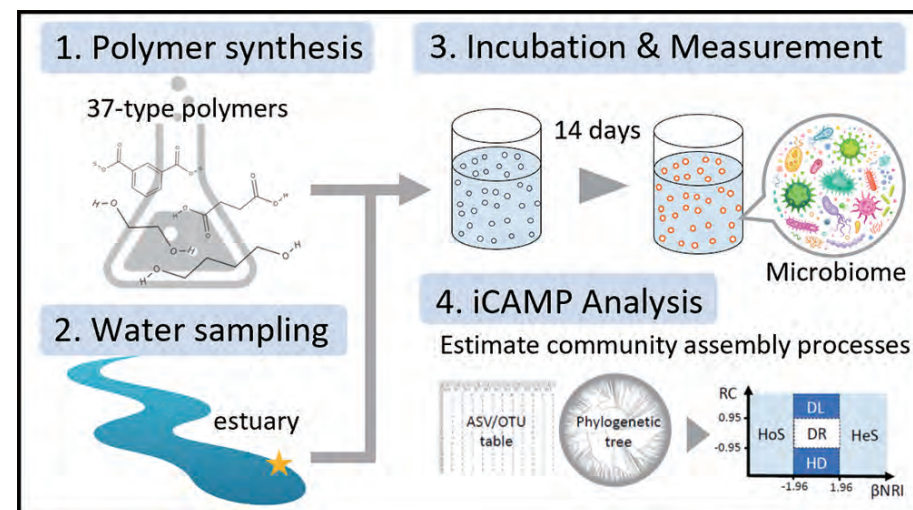 1. Polymer synthesis
37-type polymers
2. Water sampling
estuary
3. Incubation & Measurement
14 days
Microbiome
4. iCAMP Analysis
Estimate community assembly processes
ASV/OTU
table
Phylogenetic
tree
RC
0.95
-0.95
HoS
DL
DR
HD
HeS
-1.96
1.96
βNRI